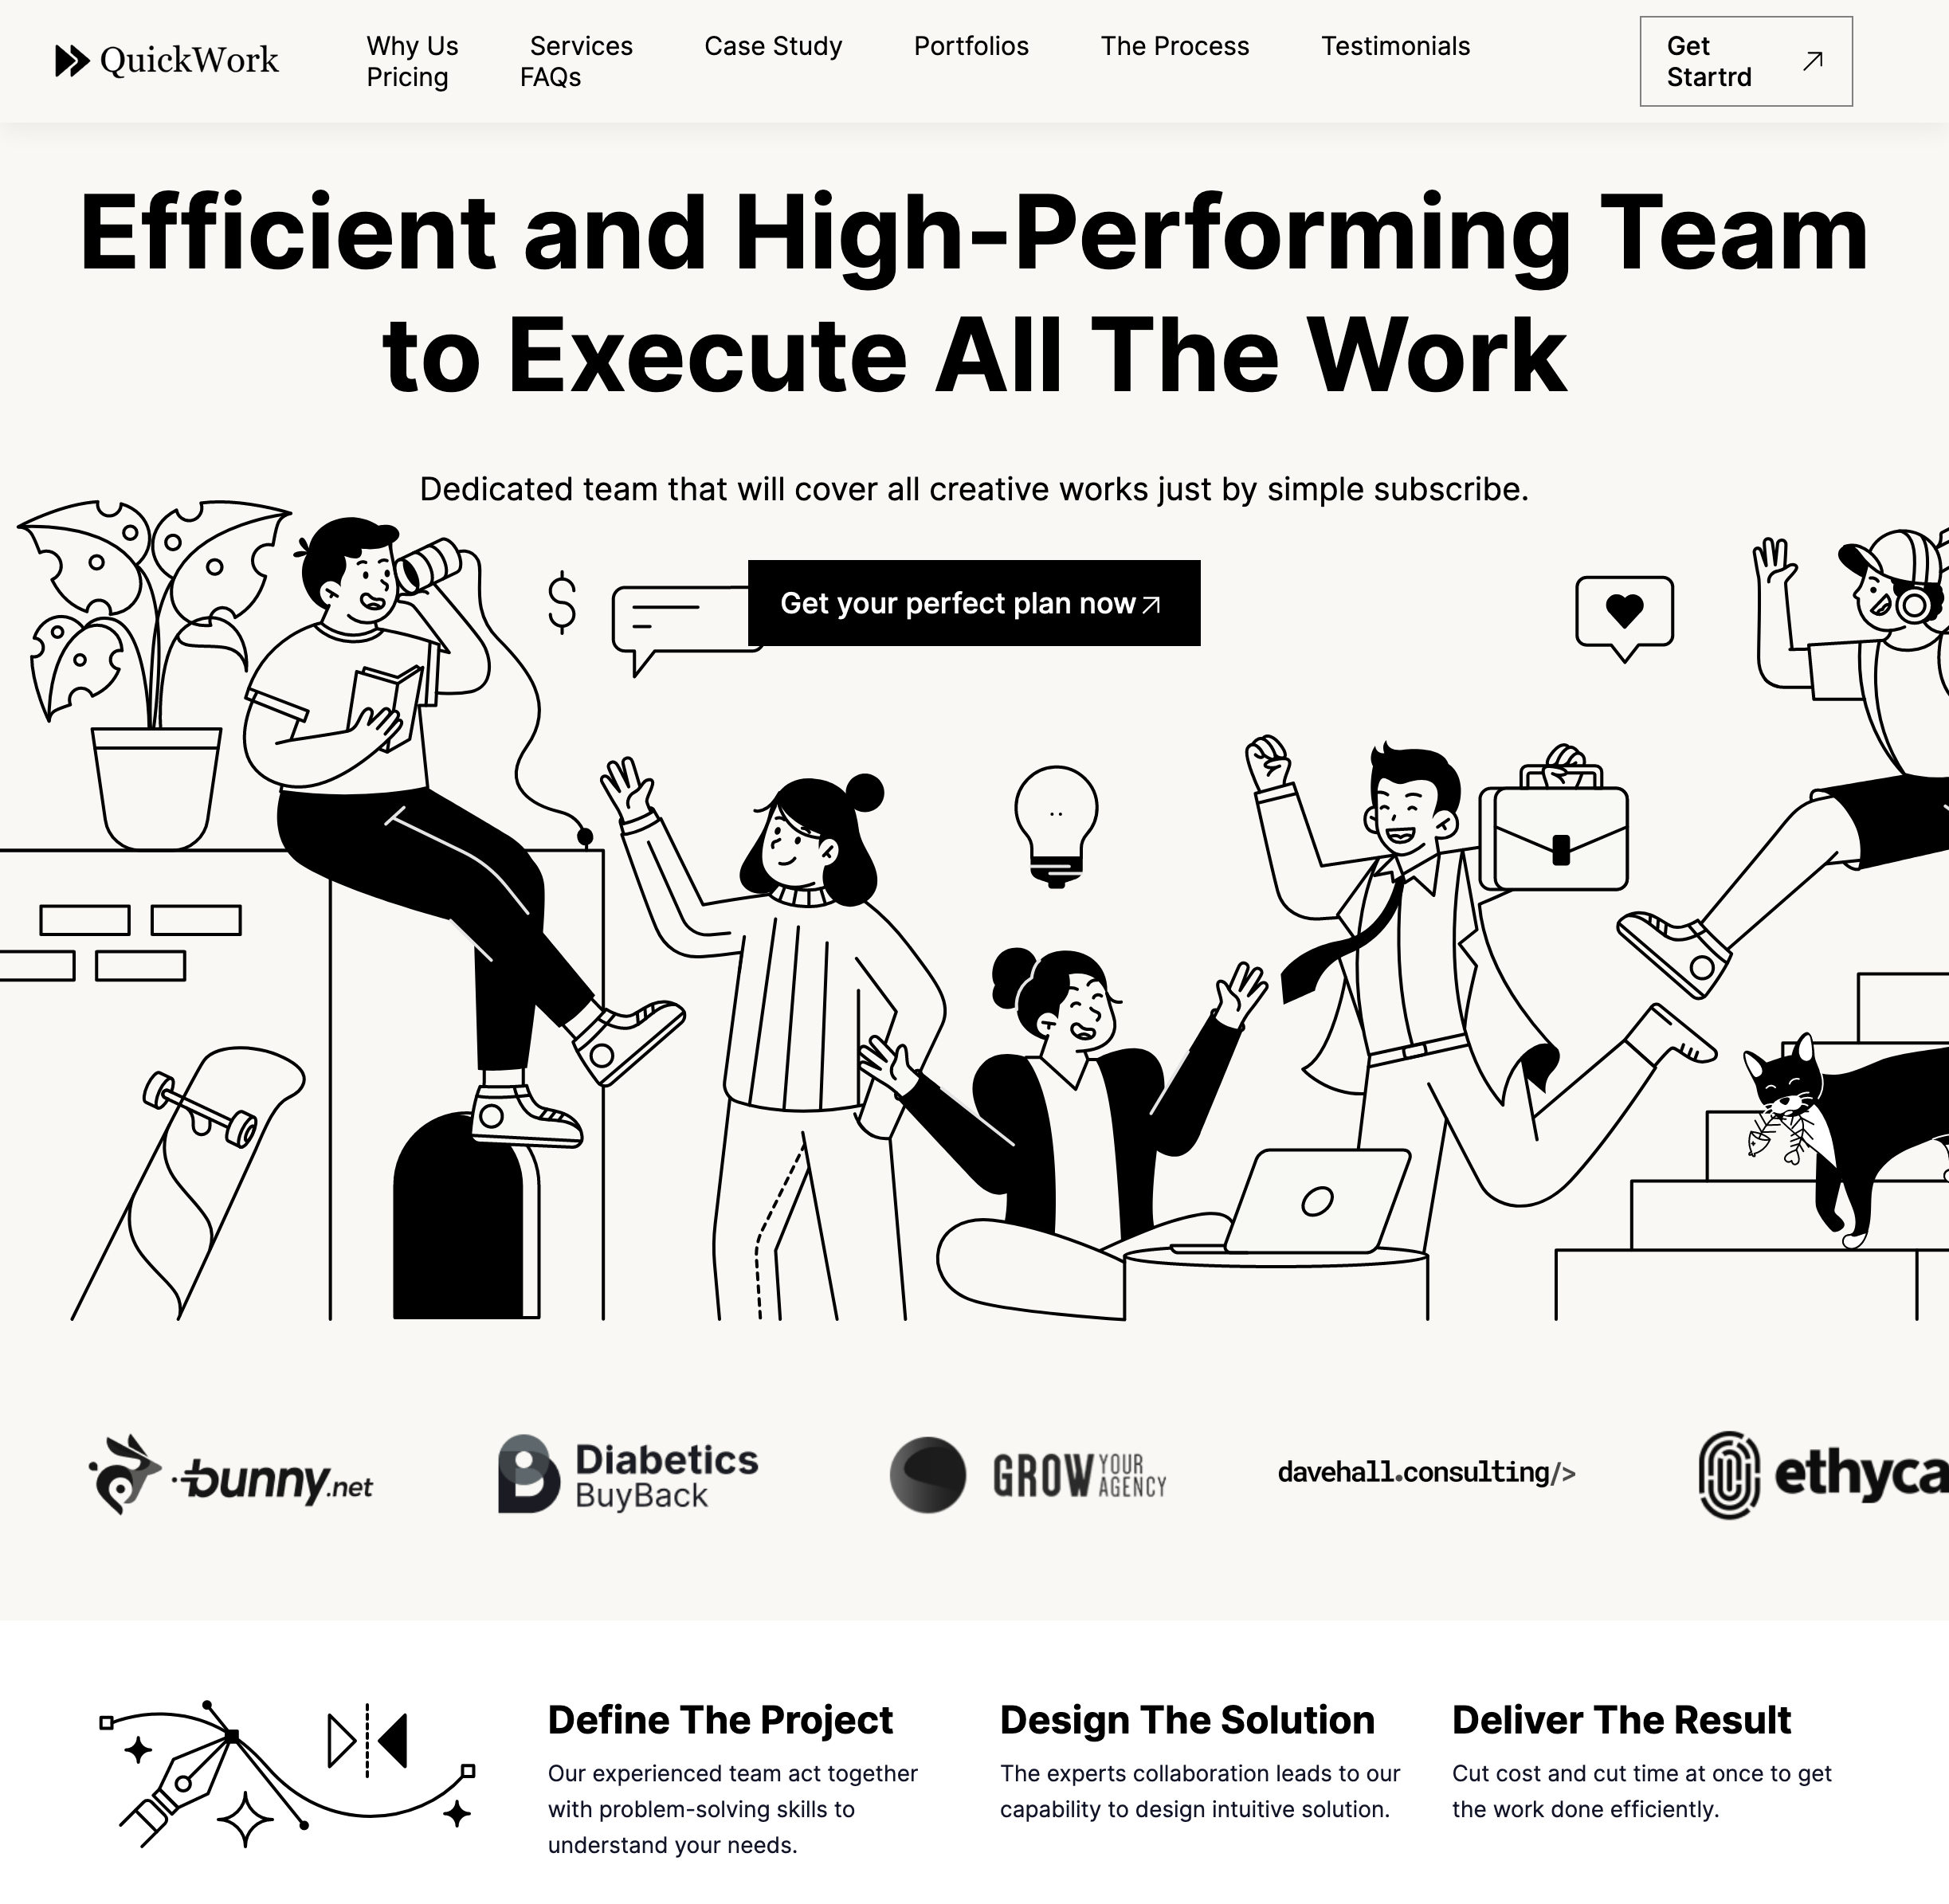 QuickWork
Why Us Services Case Study Portfolios The Process Testimonials
Pricing FAQs
Get
Startrd
Efficient and High-Performing Team
to Execute All The Work
Dedicated team that will cover all creative works just by simple subscribe.
$
Get your perfect plan now
bunny.net
Diabetics
BuyBack
GROW YOUR
AGENCY
davehall.consulting/>
ethyca
Define The Project
Our experienced team act together
with problem-solving skills to
understand your needs.
Design The Solution
The experts collaboration leads to our
capability to design intuitive solution.
Deliver The Result
Cut cost and cut time at once to get
the work done efficiently.